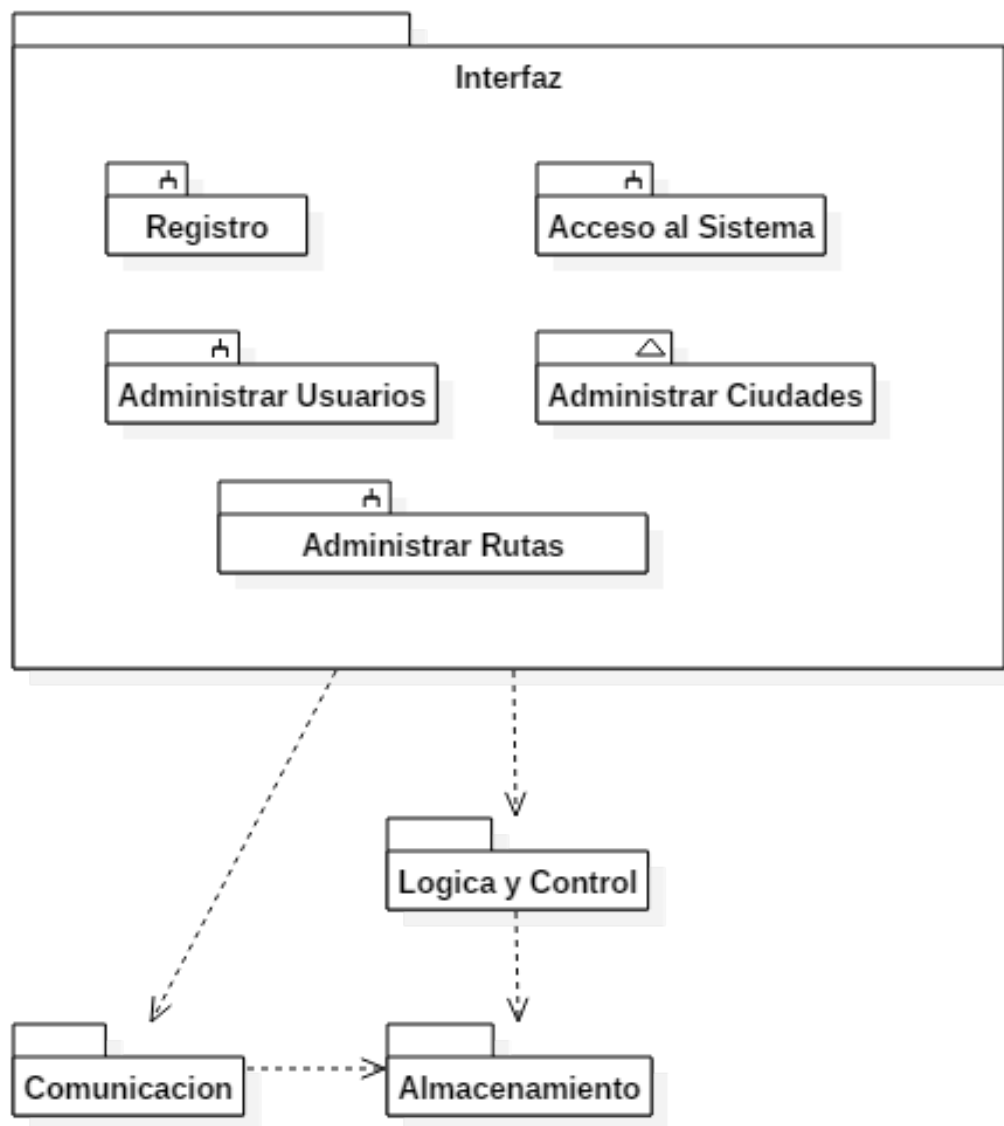 Interfaz
Registro
Acceso al Sistema
Administrar Usuarios
Administrar Ciudades
Administrar Rutas
Logica y Control
Comunicacion
Almacenamiento